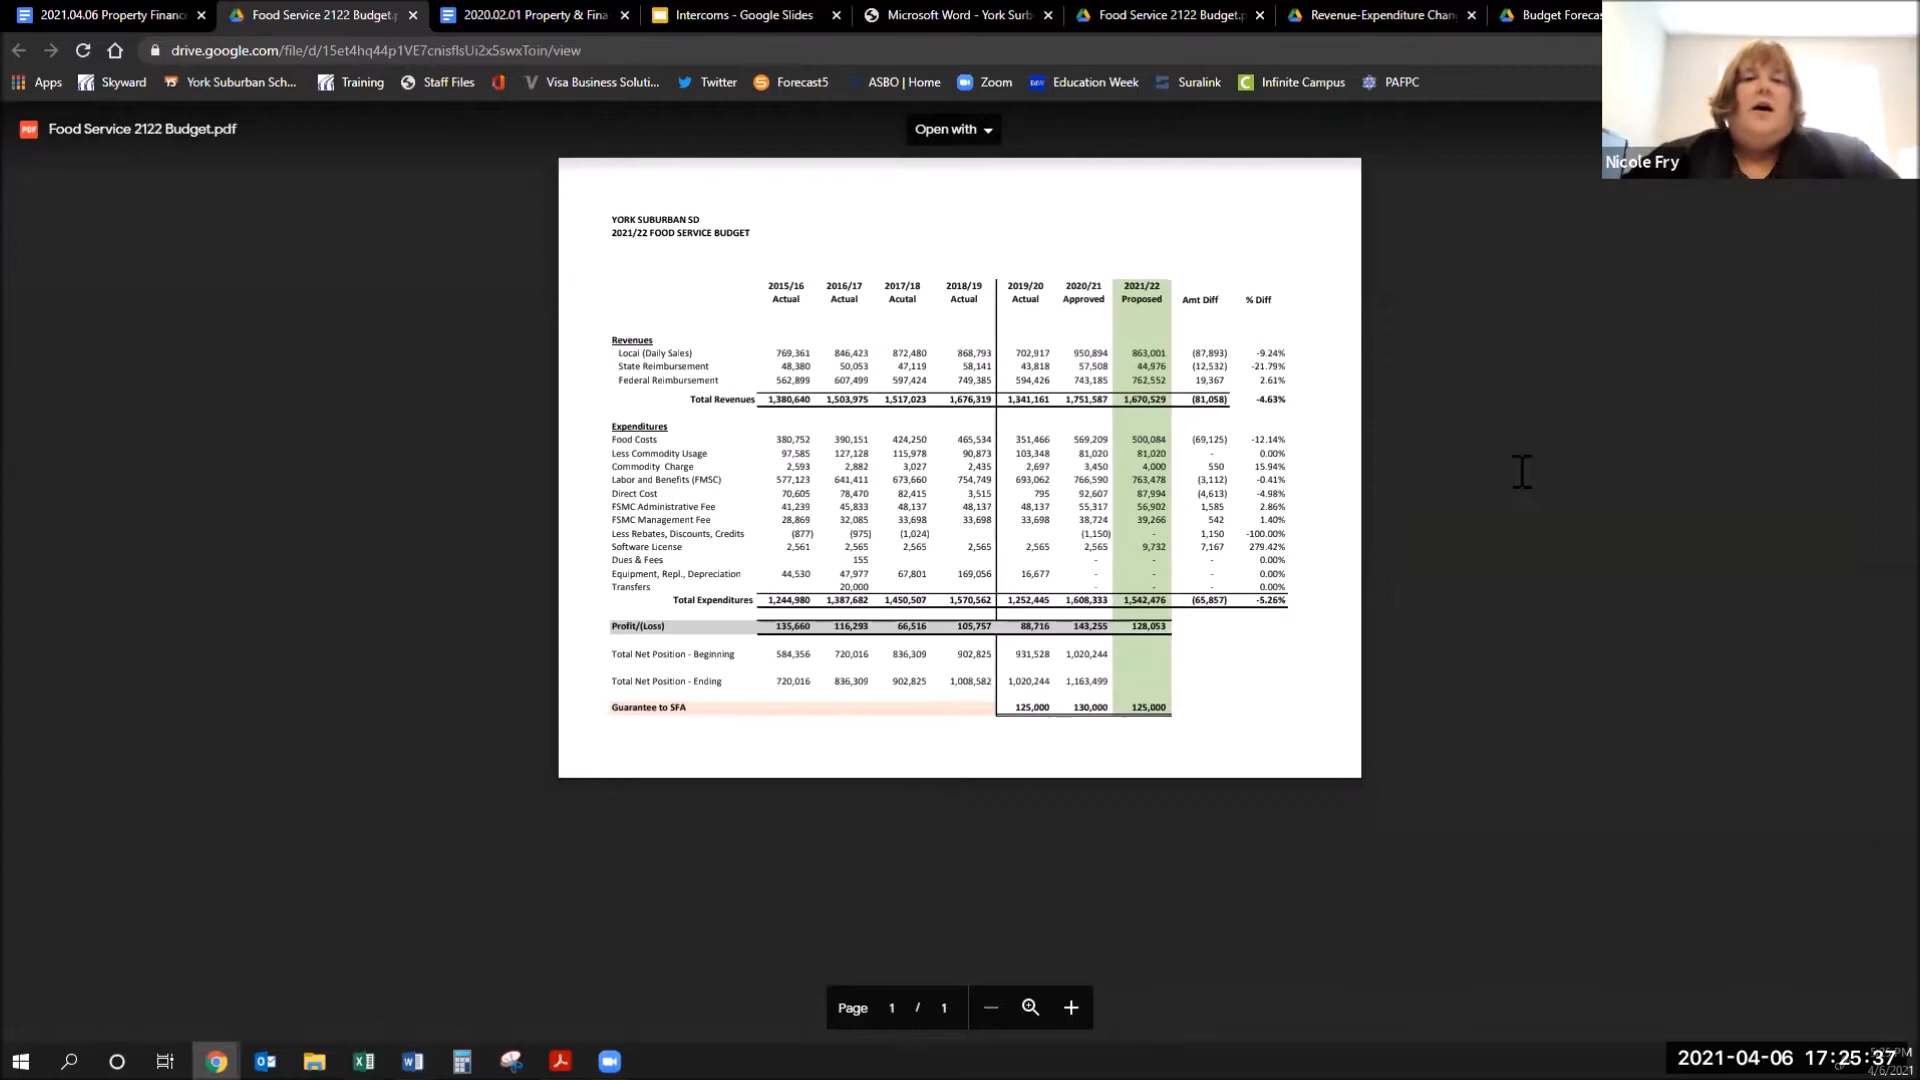 2021.04.06 Property Financ
Food Service 2122 Budget.p
2020.02.01 Property & Fina
Intercoms - Google Slides
Microsoft Word - York Surb
Food Service 2122 Budget.p
Revenue-Expenditure Chan
Budget Forecas
drive.google.com/file/d/15et4hq44p1VE7cnisflsUi2x5swxToin/view
Apps
Skyward
York Suburban Sch...
Training
Staff Files
Visa Business Soluti...
Twitter
Forecast5
ASBO | Home
Zoom
Education Week
Suralink
Infinite Campus
PAFPC
PDF
Food Service 2122 Budget.pdf
Open with
Nicole Fry
YORK SUBURBAN SD
2021/22 FOOD SERVICE BUDGET
2015/16 2016/17 2017/18 2018/19 2019/20 2020/21 2021/22
Actual Actual Acutal Actual Actual Approved Proposed Amt Diff % Diff
Revenues
Local (Daily Sales) 769,361 846,423 872,480 868,793 702,917 950,894 863,001 (87,893) -9.24%
State Reimbursement 48,380 50,053 47,119 58,141 43,818 57,508 44,976 (12,532) -21.79%
Federal Reimbursement 562,899 607,499 597,424 749,385 594,426 743,185 762,552 19,367 2.61%
Total Revenues 1,380,640 1,503,975 1,517,023 1,676,319 1,341,161 1,751,587 1,670,529 (81,058) -4.63%
Expenditures
Food Costs 380,752 390,151 424,250 465,534 351,466 569,209 500,084 (69,125) -12.14%
Less Commodity Usage 97,585 127,128 115,978 90,873 103,348 81,020 81,020 - 0.00%
Commodity Charge 2,593 2,882 3,027 2,435 2,697 3,450 4,000 550 15.94%
Labor and Benefits (FMSC) 577,123 641,411 673,660 754,749 693,062 766,590 763,478 (3,112) -0.41%
Direct Cost 70,605 78,470 82,415 3,515 795 92,607 87,994 (4,613) -4.98%
FSMC Administrative Fee 41,239 45,833 48,137 48,137 48,137 55,317 56,902 1,585 2.86%
FSMC Management Fee 28,869 32,085 33,698 33,698 33,698 38,724 39,266 542 1.40%
Less Rebates, Discounts, Credits (877) (975) (1,024) (1,150) - 1,150 -100.00%
Software License 2,561 2,565 2,565 2,565 2,565 2,565 9,732 7,167 279.42%
Dues & Fees 155 - - - 0.00%
Equipment, Repl., Depreciation 44,530 47,977 67,801 169,056 16,677 - - - 0.00%
Transfers 20,000 - - - 0.00%
Total Expenditures 1,244,980 1,387,682 1,450,507 1,570,562 1,252,445 1,608,333 1,542,476 (65,857) -5.26%
Profit/(Loss) 135,660 116,293 66,516 105,757 88,716 143,255 128,053
Total Net Position - Beginning 584,356 720,016 836,309 902,825 931,528 1,020,244
Total Net Position - Ending 720,016 836,309 902,825 1,008,582 1,020,244 1,163,499
Guarantee to SFA 125,000 130,000 125,000
Page 1 / 1
2021-04-06 17:25:37
4/6/2021